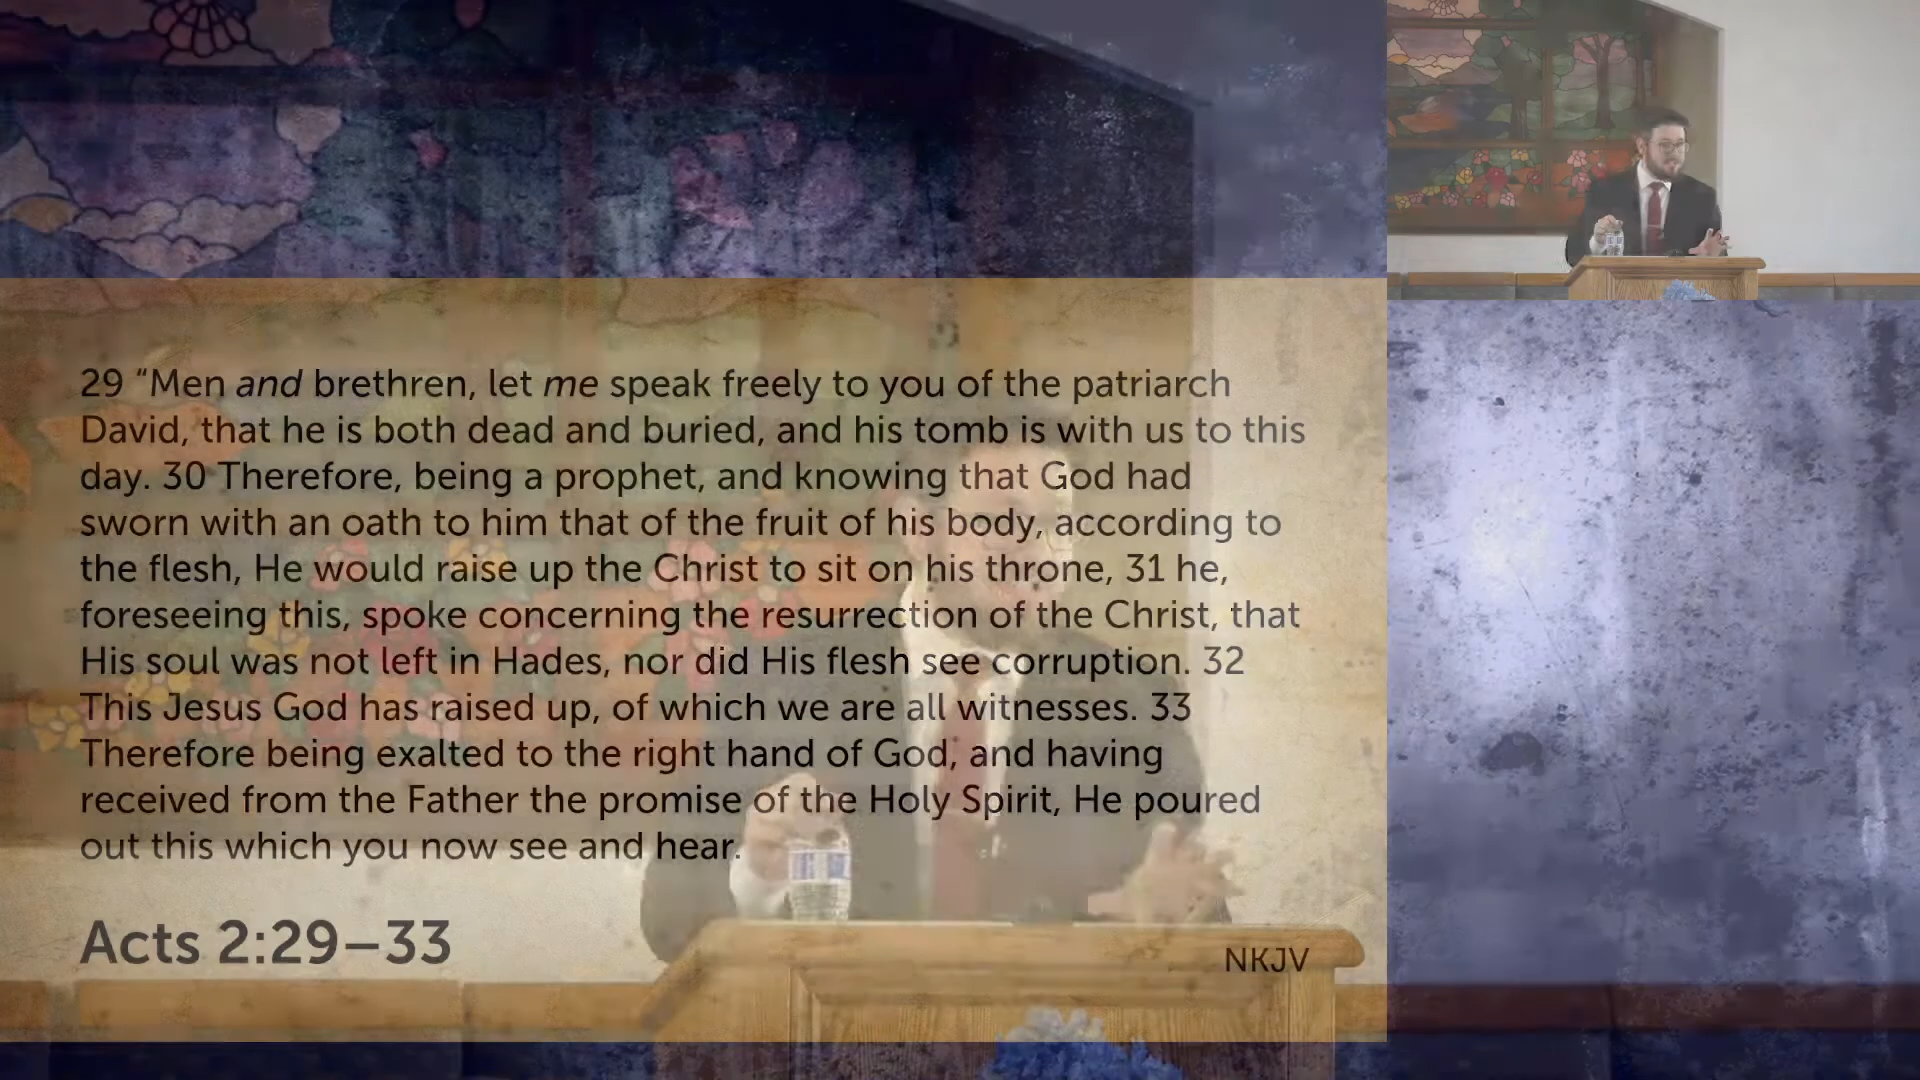 29 “Men and brethren, let me speak freely to you of the patriarch
David, that he is both dead and buried, and his tomb is with us to this
day. 30 Therefore, being a prophet, and knowing that God had
sworn with an oath to him that of the fruit of his body, according to
the flesh, He would raise up the Christ to sit on his throne, 31 he,
foreseeing this, spoke concerning the resurrection of the Christ, that
His soul was not left in Hades, nor did His flesh see corruption. 32
This Jesus God has raised up, of which we are all witnesses. 33
Therefore being exalted to the right hand of God, and having
received from the Father the promise of the Holy Spirit, He poured
out this which you now see and hear.
Acts 2:29–33
NKJV